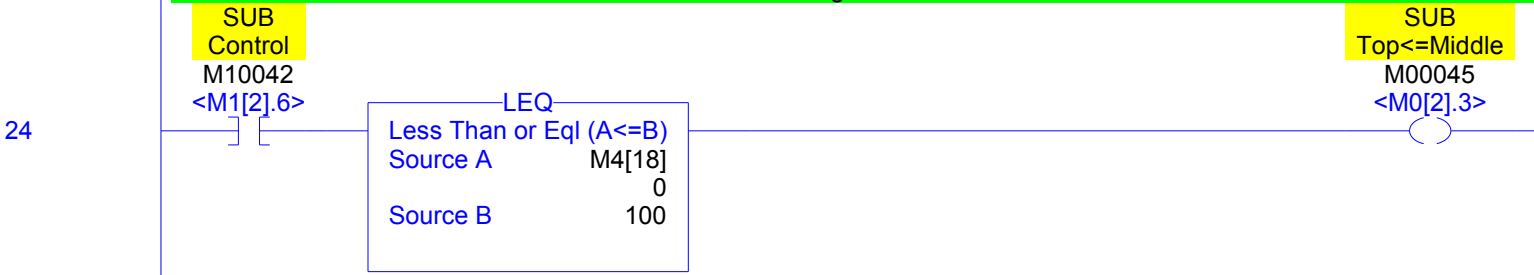 SUB
Control
M10042
<M1[2].6>
SUB
Top<=Middle
M00045
<M0[2].3>
24
LEQ
Less Than or Eql (A<=B)
Source A M4[18]
0
Source B 100